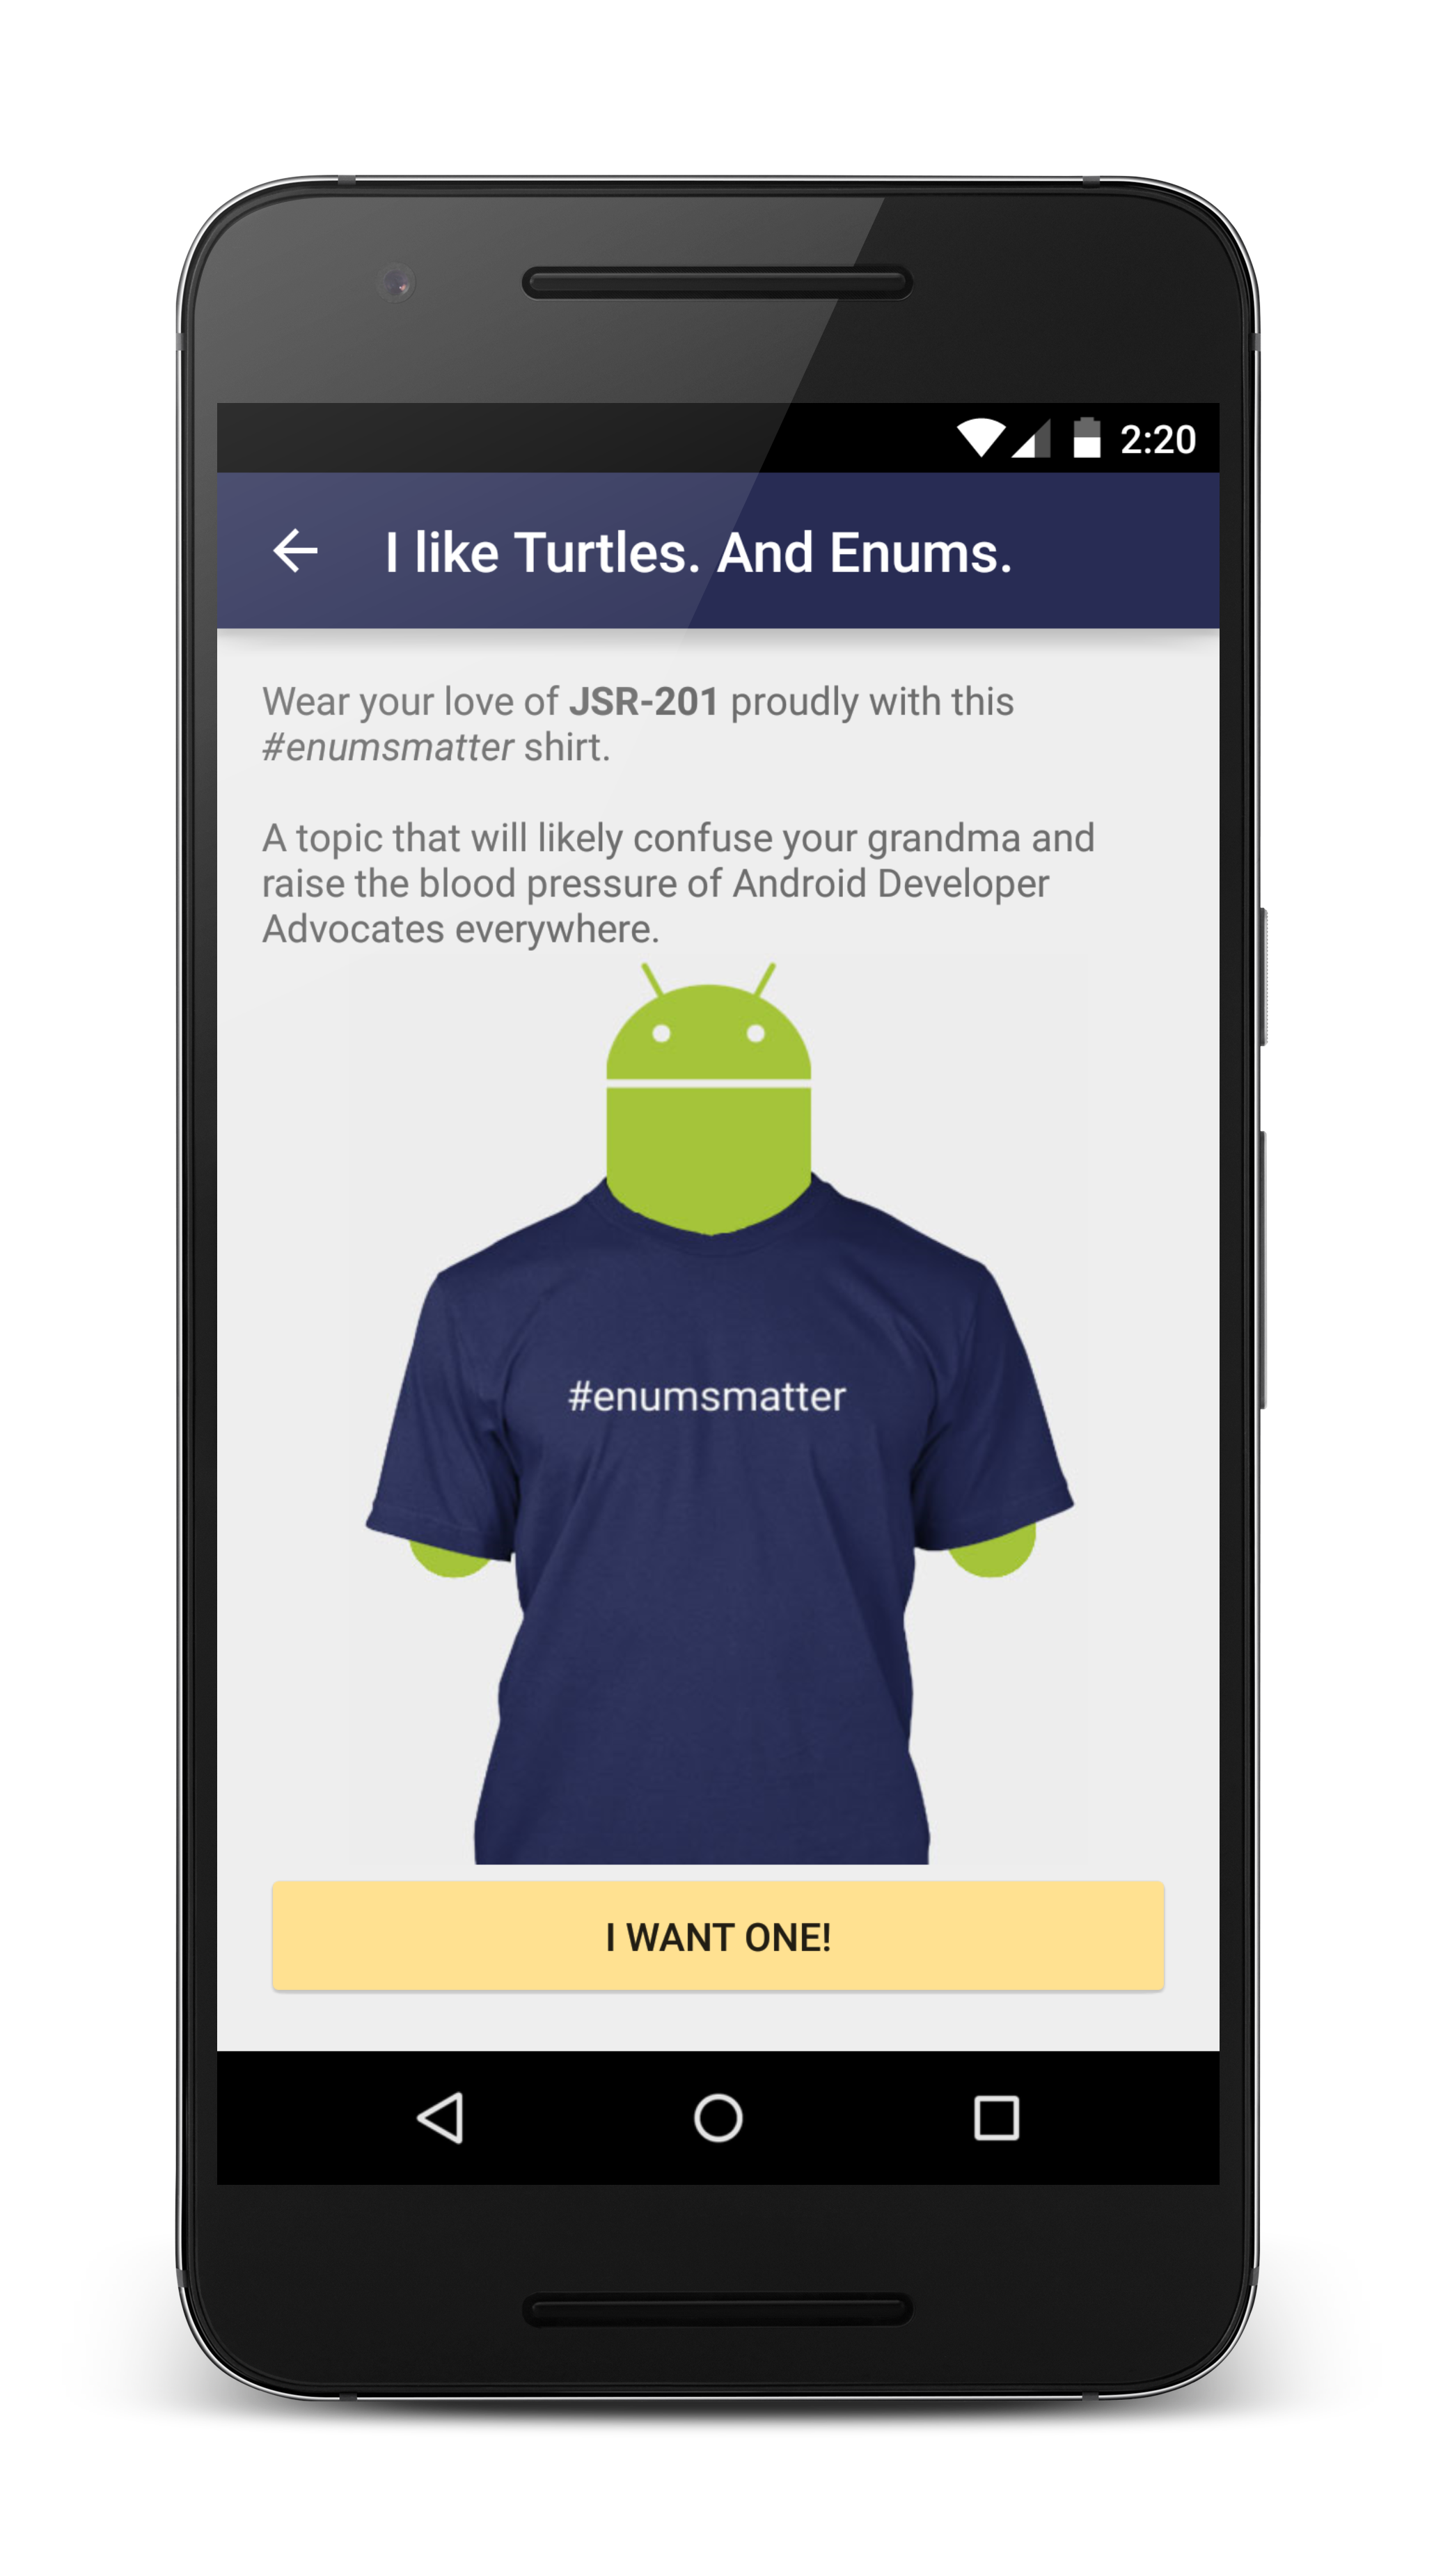 2:20
I like Turtles. And Enums.
Wear your love of JSR-201 proudly with this
#enumsmatter shirt.
A topic that will likely confuse your grandma and
raise the blood pressure of Android Developer
Advocates everywhere.
#enumsmatter
I WANT ONE!